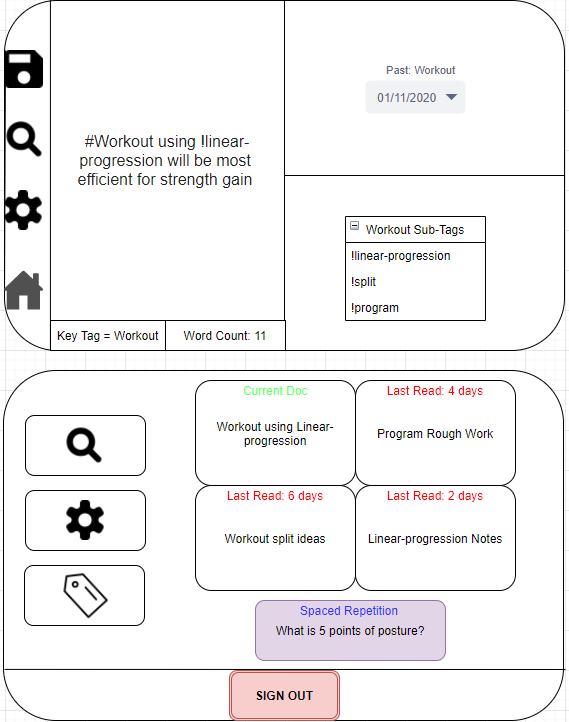 #Workout using !linear-
progression will be most
efficient for strength gain
Key Tag = Workout
Word Count: 11
Past: Workout
01/11/2020
Workout Sub-Tags
!linear-progression
!split
!program
Current Doc
Workout using Linear-
progression
Last Read: 4 days
Program Rough Work
Last Read: 6 days
Workout split ideas
Last Read: 2 days
Linear-progression Notes
Spaced Repetition
What is 5 points of posture?
SIGN OUT